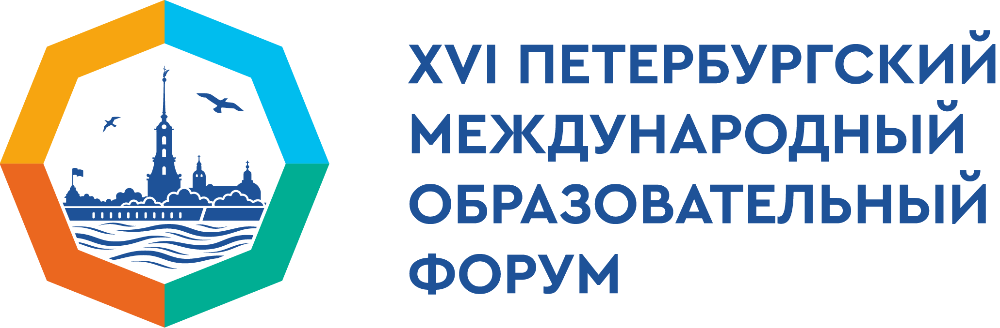 XVI ПЕТЕРБУРГСКИЙ
МЕЖДУНАРОДНЫЙ
ОБРАЗОВАТЕЛЬНЫЙ
ФОРУМ